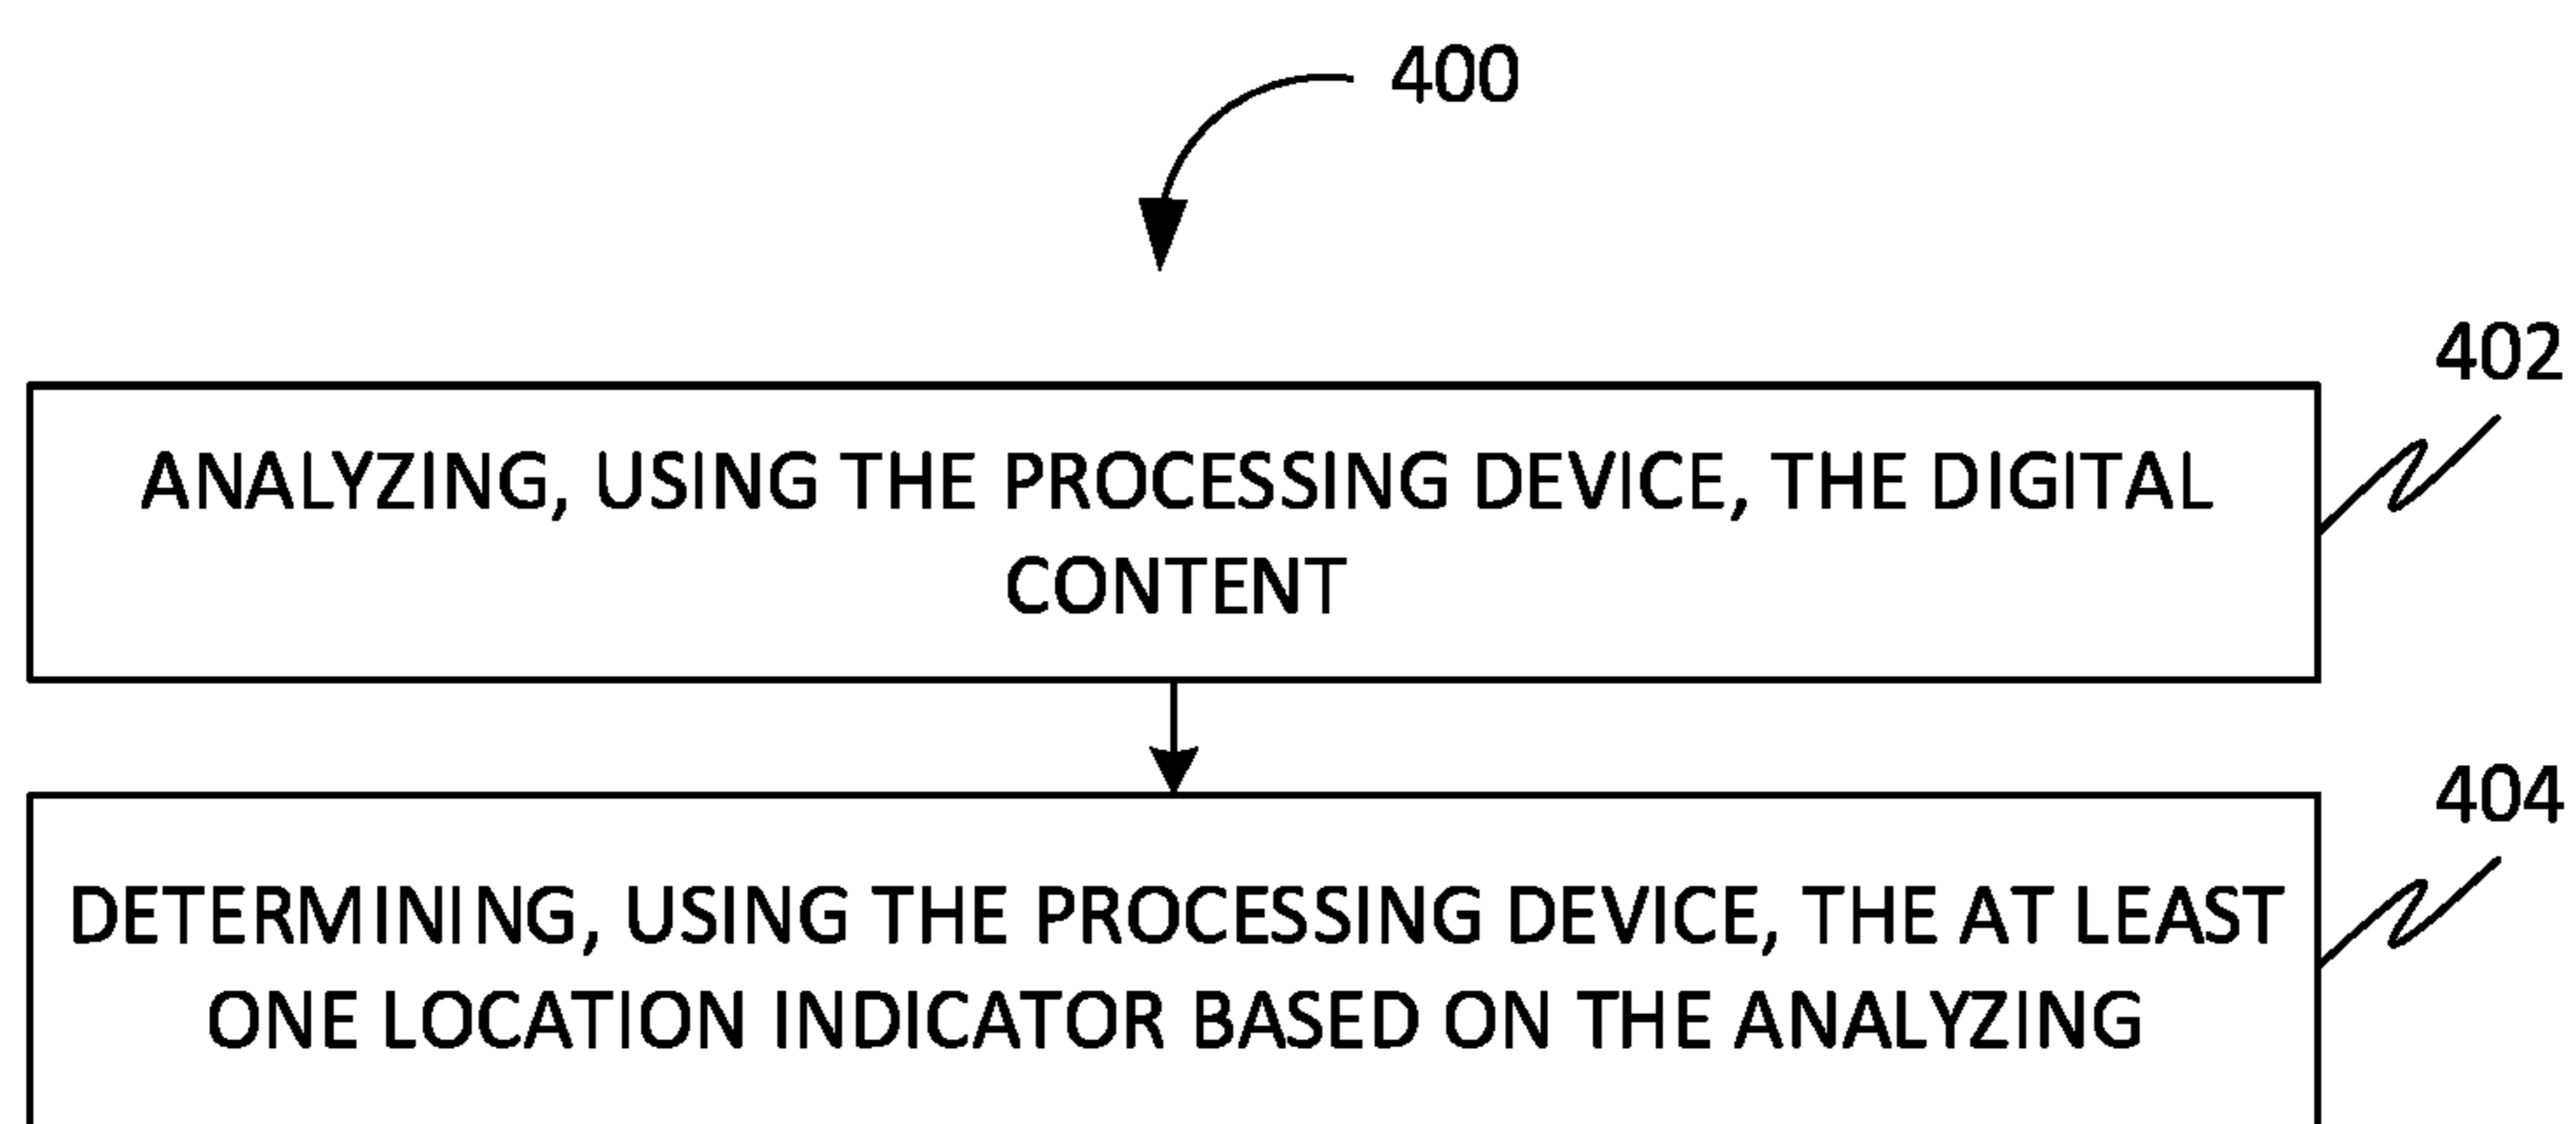 400
402
ANALYZING, USING THE PROCESSING DEVICE, THE DIGITAL
CONTENT
404
DETERMINING, USING THE PROCESSING DEVICE, THE AT LEAST
ONE LOCATION INDICATOR BASED ON THE ANALYZING